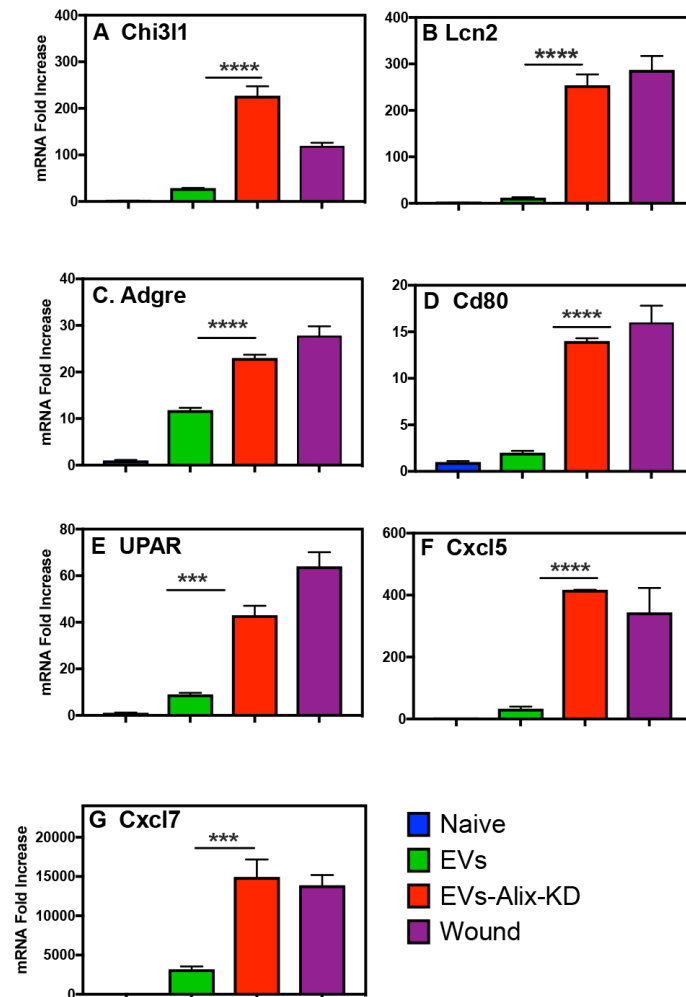 A Chi3l1
mRNA Fold Increase
400
300
200
100
0
****
B Lcn2
400
300
200
100
0
****
C. Adgre
mRNA Fold Increase
40
30
20
10
0
****
D Cd80
20
15
10
5
0
****
E UPAR
mRNA Fold Increase
80
60
40
20
0
***
F Cxcl5
600
400
200
0
****
G Cxcl7
mRNA Fold Increase
20000
15000
10000
5000
0
***
Naive
EVs
EVs-Alix-KD
Wound